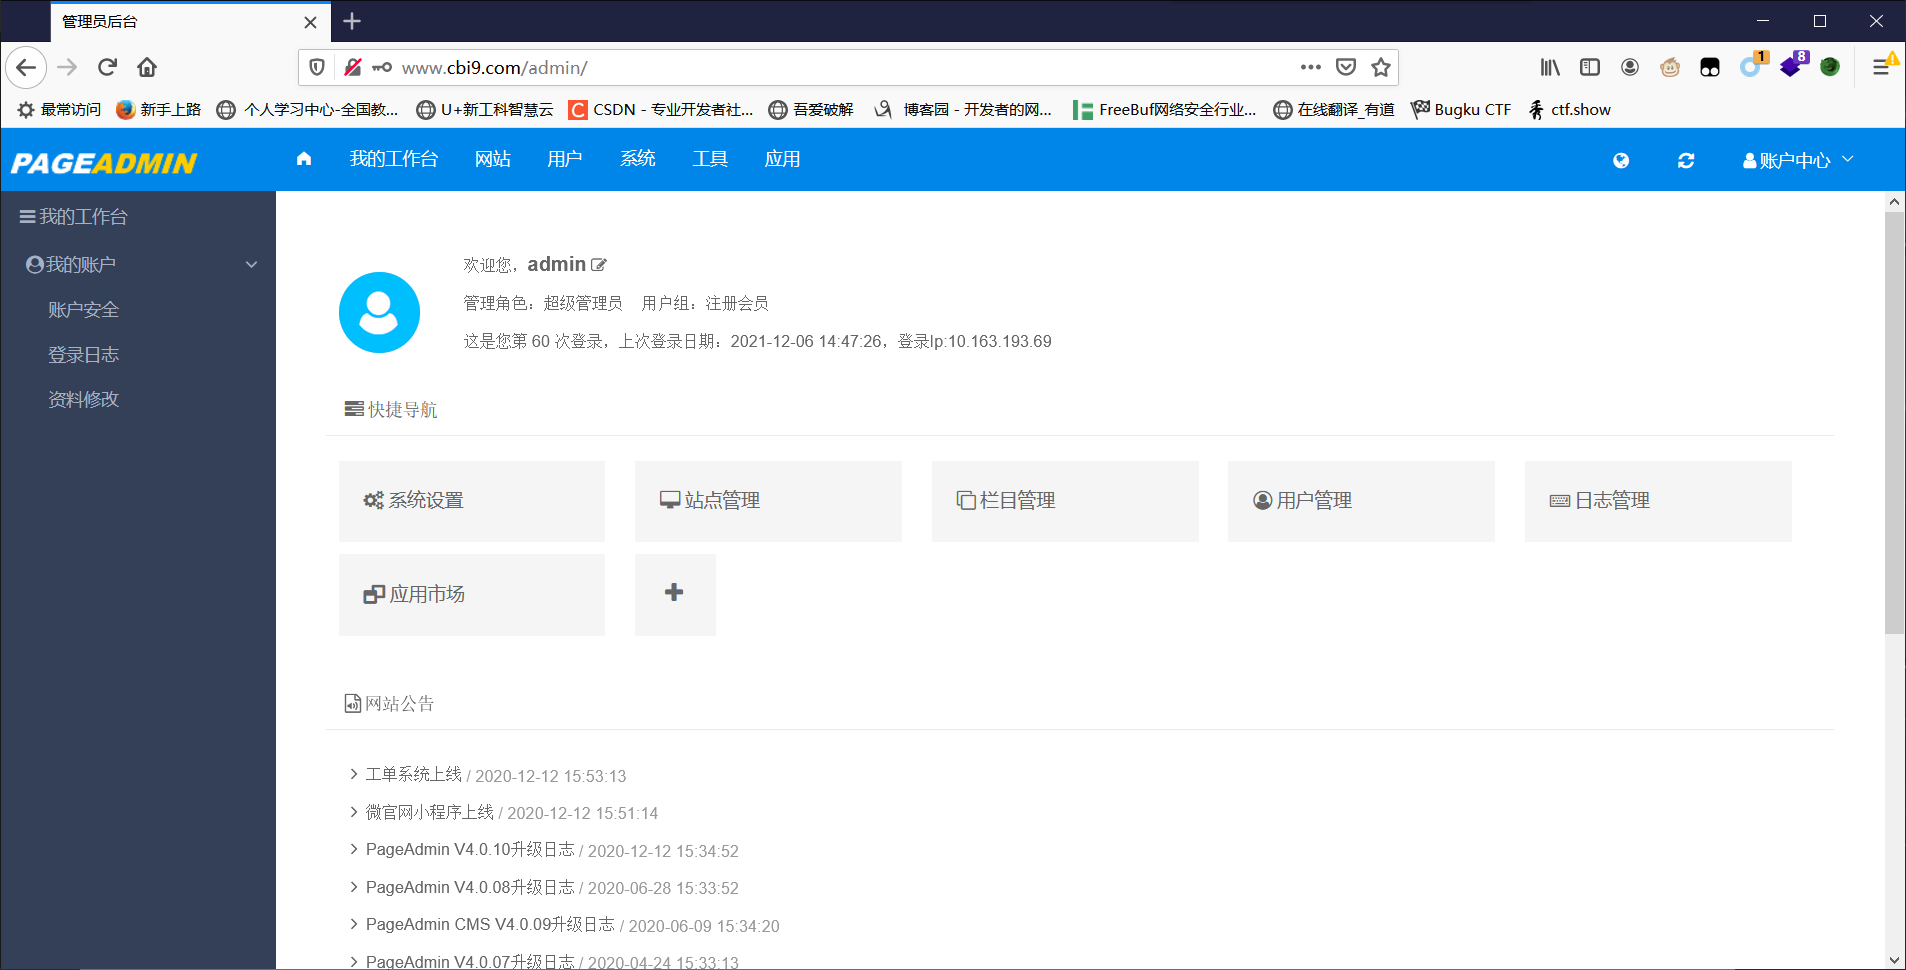 管理员后台
www.cbi9.com/admin/
1
8
最常访问 新手上路 个人学习中心-全国教... U+新工科智慧云 CSDN - 专业开发者社... 吾爱破解 博客园 - 开发者的网... FreeBuf网络安全行业... 在线翻译_有道 Bugku CTF ctf.show
PAGEADMIN 我的工作台 网站 用户 系统 工具 应用 账户中心
我的工作台
我的账户
账户安全
登录日志
资料修改
欢迎您，admin
管理角色：超级管理员 用户组：注册会员
这是您第 60 次登录，上次登录日期：2021-12-06 14:47:26，登录Ip:10.163.193.69
快捷导航
系统设置 站点管理 栏目管理 用户管理 日志管理
应用市场
网站公告
工单系统上线 / 2020-12-12 15:53:13
微官网小程序上线 / 2020-12-12 15:51:14
PageAdmin V4.0.10升级日志 / 2020-12-12 15:34:52
PageAdmin V4.0.08升级日志 / 2020-06-28 15:33:52
PageAdmin CMS V4.0.09升级日志 / 2020-06-09 15:34:20
PageAdmin V4.0.07升级日志 / 2020-04-24 15:33:13